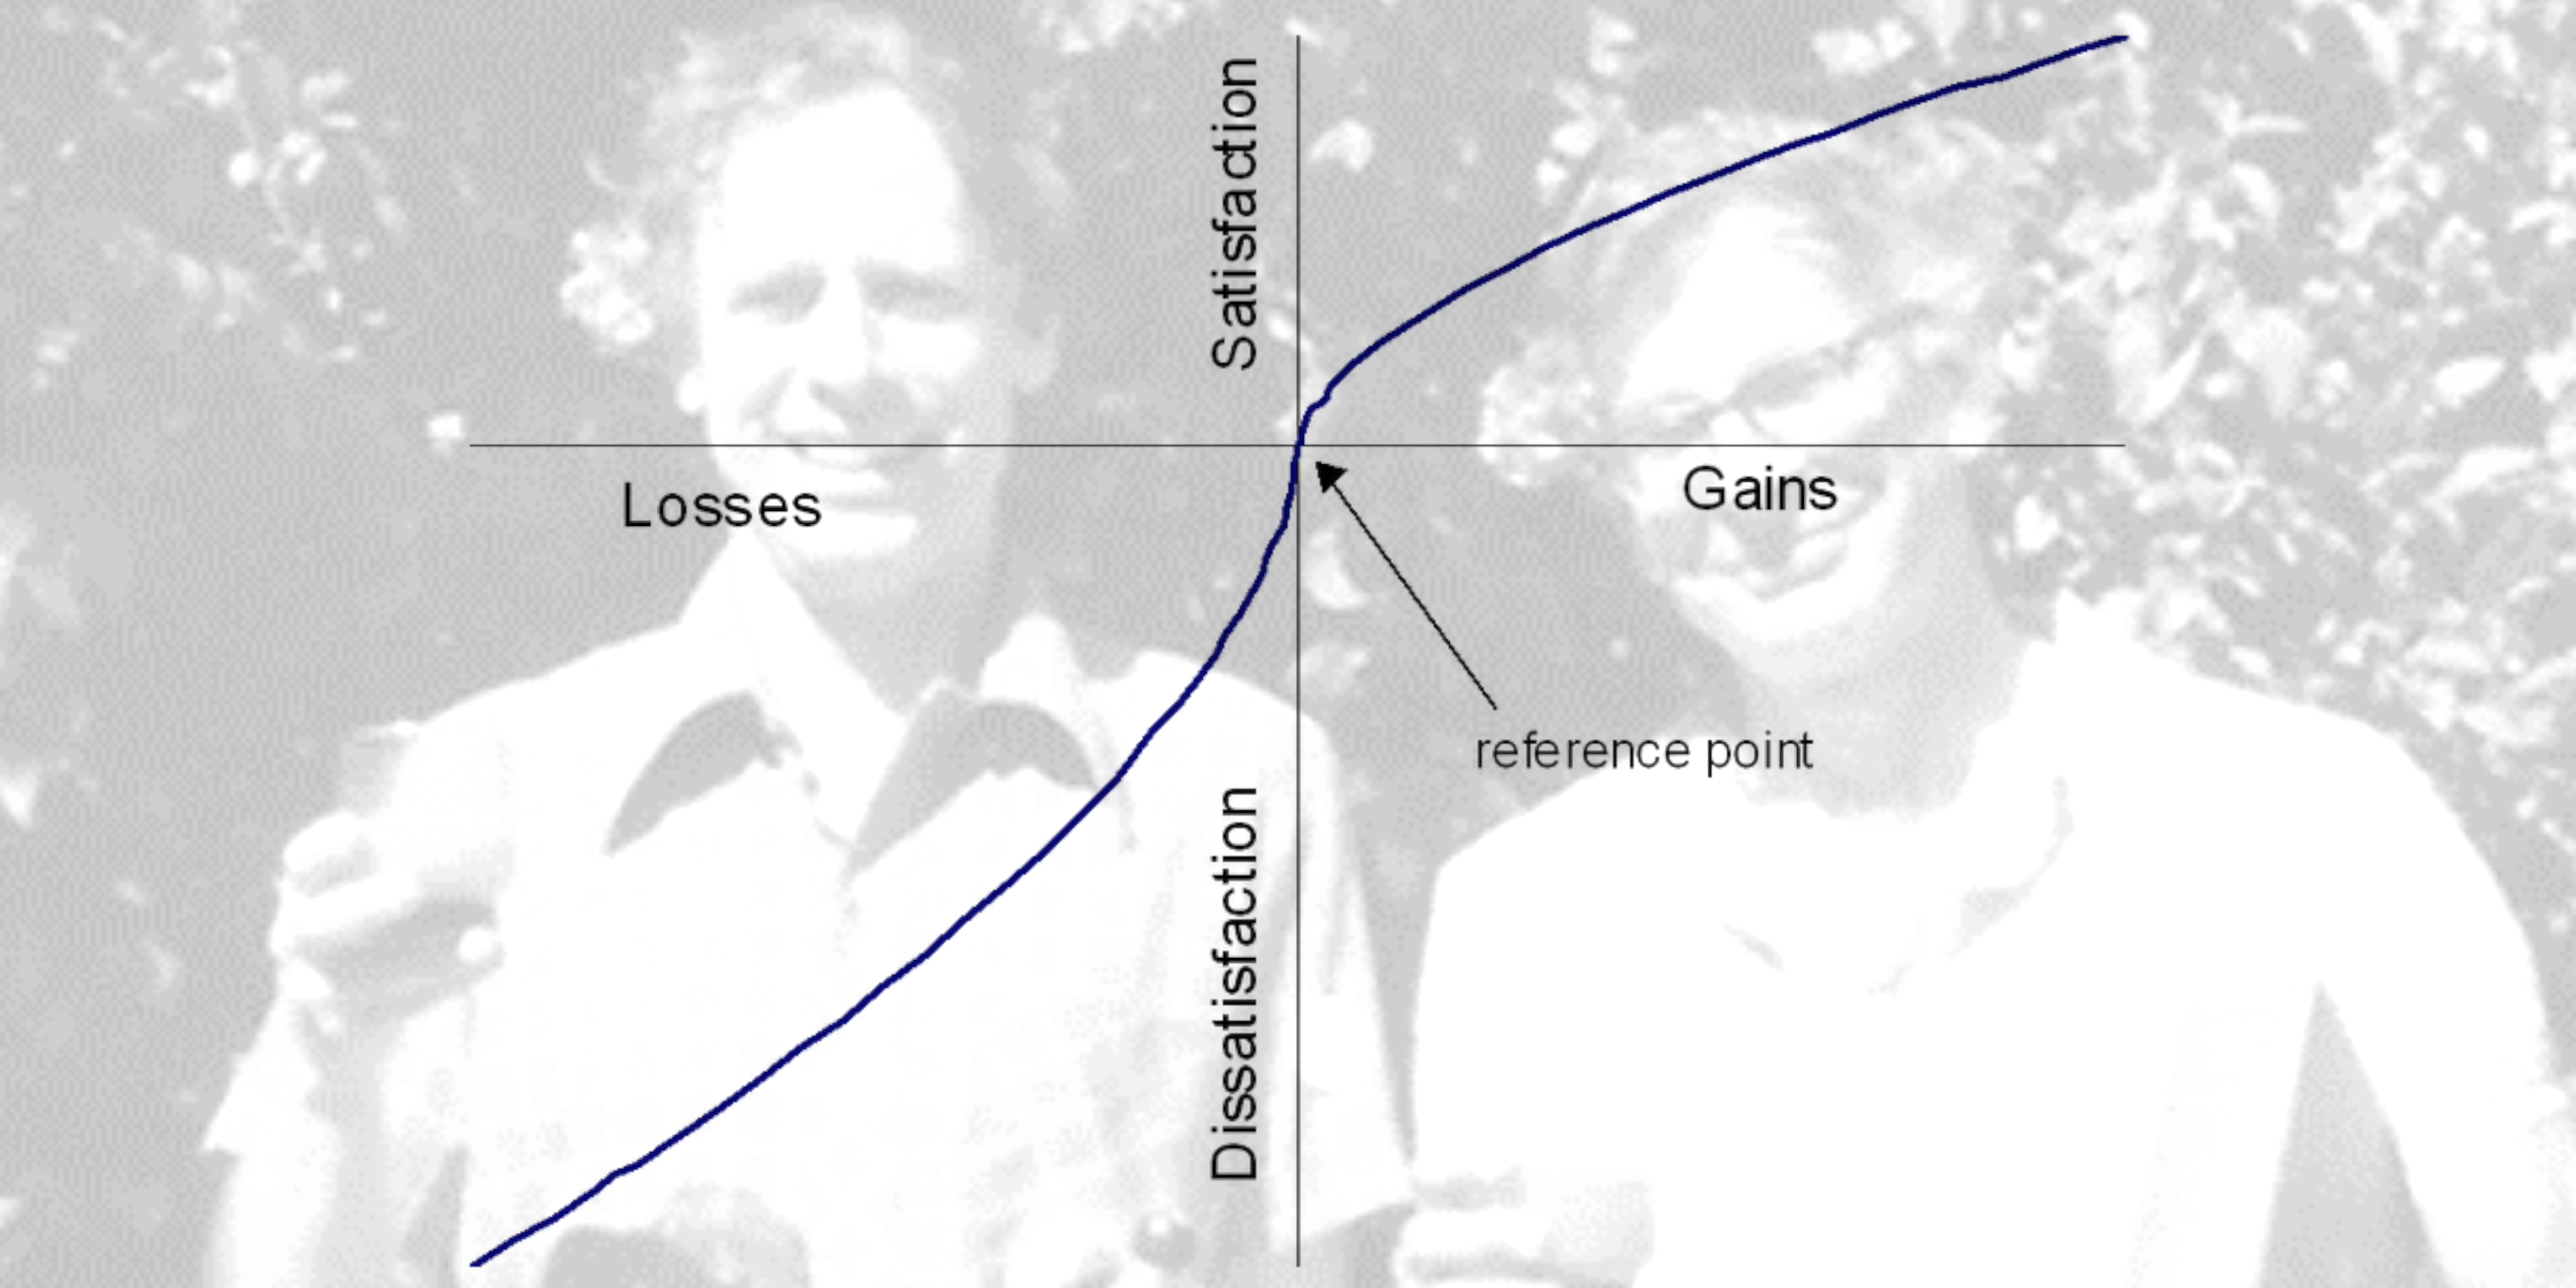 Satisfaction
Losses
Gains
reference point
Dissatisfaction